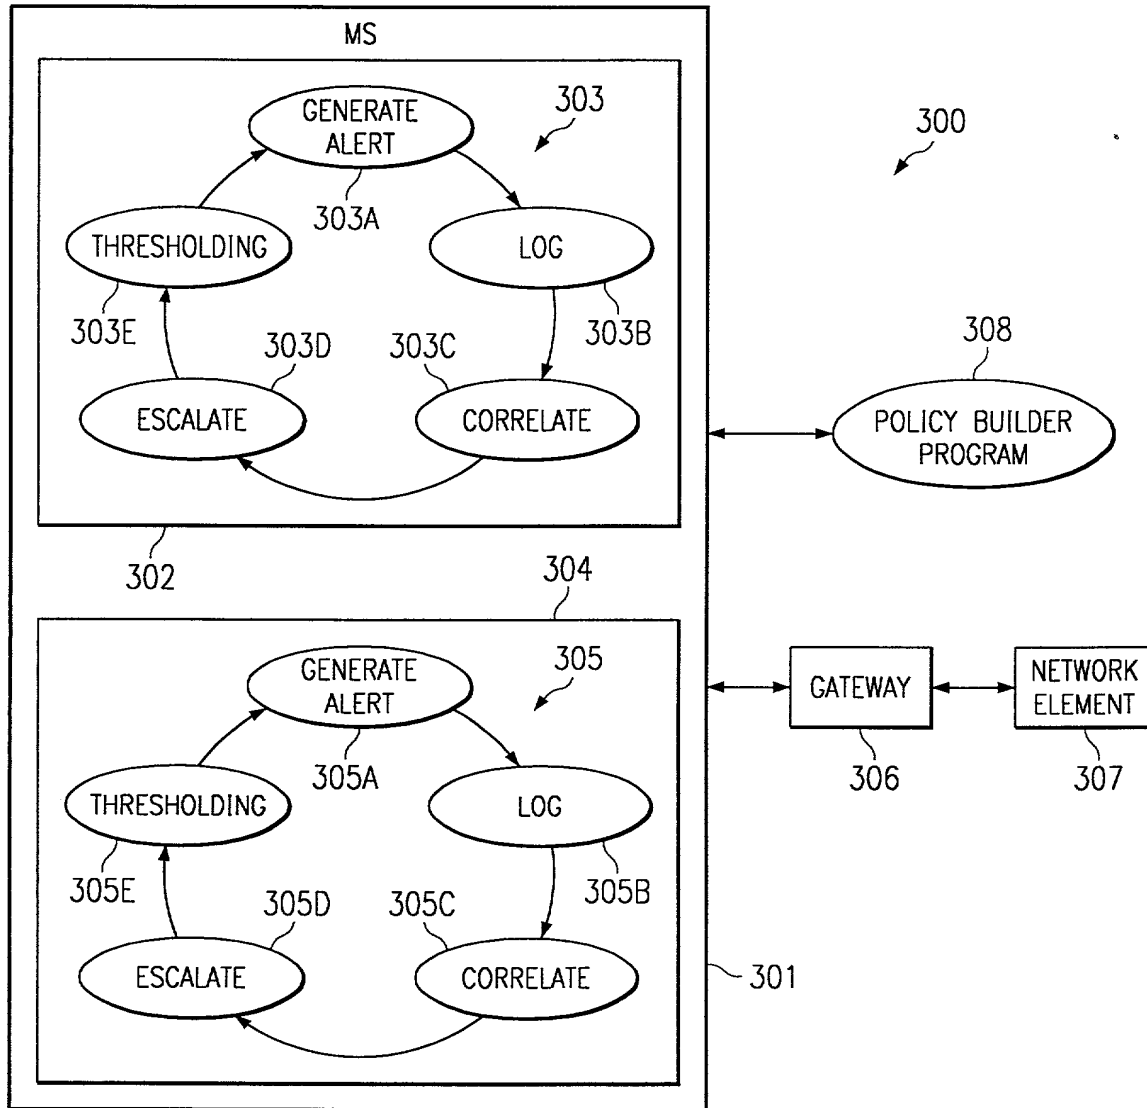 MS
GENERATE
ALERT
303
303A
THRESHOLDING
LOG
303E
303B
303D
303C
ESCALATE
CORRELATE
302
300
308
POLICY BUILDER
PROGRAM
304
GENERATE
ALERT
305
305A
THRESHOLDING
LOG
305E
305B
305D
305C
ESCALATE
CORRELATE
301
GATEWAY
306
NETWORK
ELEMENT
307